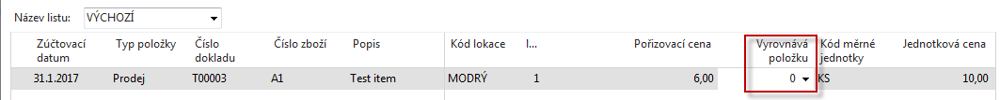 Název listu: VÝCHOZÍ
Zúčtovací datum Typ položky Číslo dokladu Číslo zboží Popis Kód lokace I... Pořizovací cena Vyrovnává položku Kód měrné jednotky Jednotková cena
31.1.2017 Prodej T00003 A1 Test item MODRÝ 1 6,00 0 KS 10,00